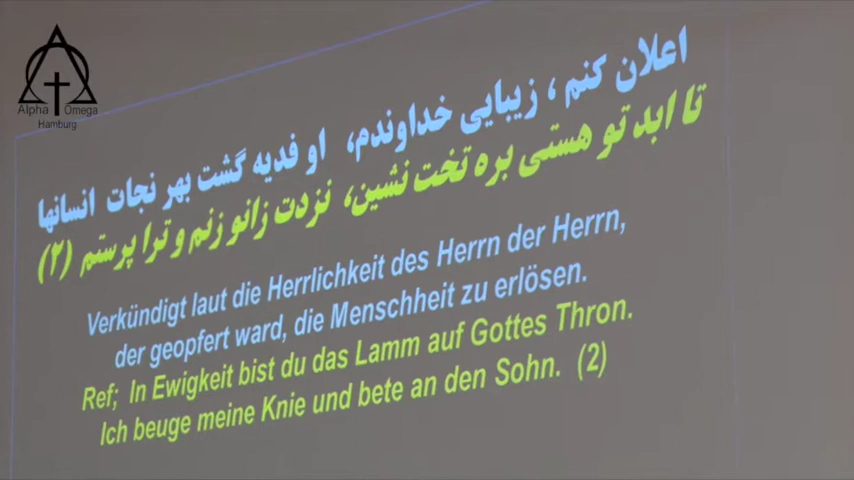 Alpha Omega
Hamburg
اعلان کنم ، زیبایی خداوندم، او فدیه گشت بهر نجات انسانها
تا ابد تو هستی بره تخت نشین، نزدت زانو زنم و ترا پرستم (۲)
Verkündigt laut die Herrlichkeit des Herrn der Herrn,
der geopfert ward, die Menschheit zu erlösen.
Ref; In Ewigkeit bist du das Lamm auf Gottes Thron.
Ich beuge meine Knie und bete an den Sohn. (2)